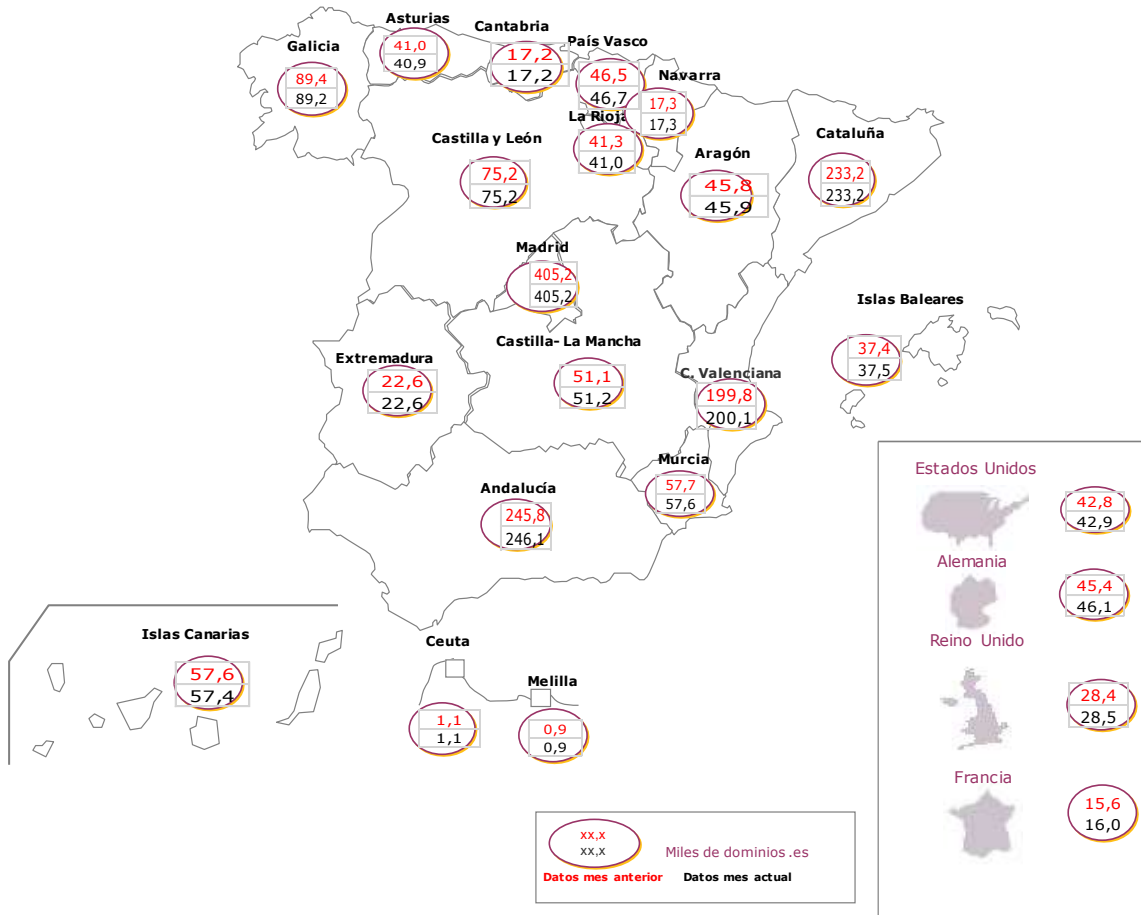 Asturias
41,0
40,9
Cantabria
17,2
17,2
País Vasco
46,5
46,7
Galicia
89,4
89,2
Navarra
17,3
17,3
La Rioja
41,3
41,0
Castilla y León
75,2
75,2
Aragón
45,8
45,9
Cataluña
233,2
233,2
Madrid
405,2
405,2
Islas Baleares
37,4
37,5
Castilla- La Mancha
51,1
51,2
Extremadura
22,6
22,6
C. Valenciana
199,8
200,1
Murcia
57,7
57,6
Andalucía
245,8
246,1
Islas Canarias
57,6
57,4
Ceuta
1,1
1,1
Melilla
0,9
0,9
Estados Unidos
42,8
42,9
Alemania
45,4
46,1
Reino Unido
28,4
28,5
Francia
15,6
16,0
xx,x
xx,x
Miles de dominios .es
Datos mes anterior Datos mes actual